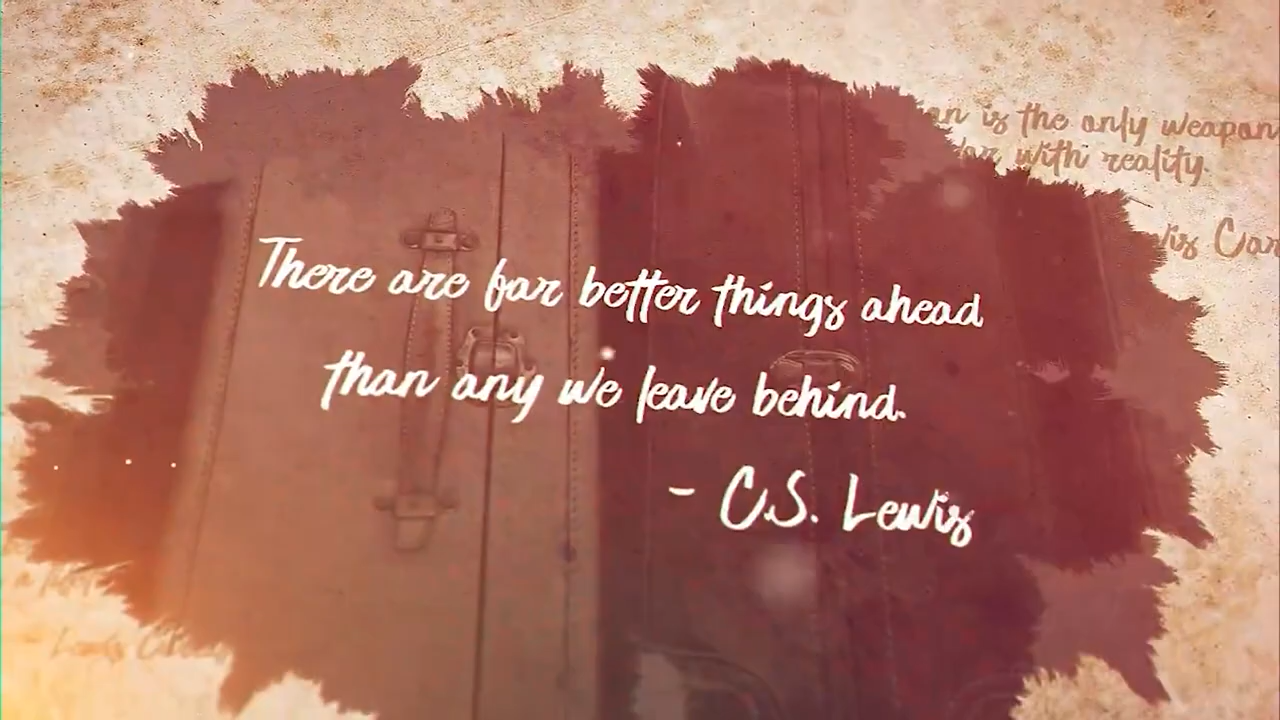 There are far better things ahead
than any we leave behind.
- C.S. Lewis
is the only weapon
with reality.